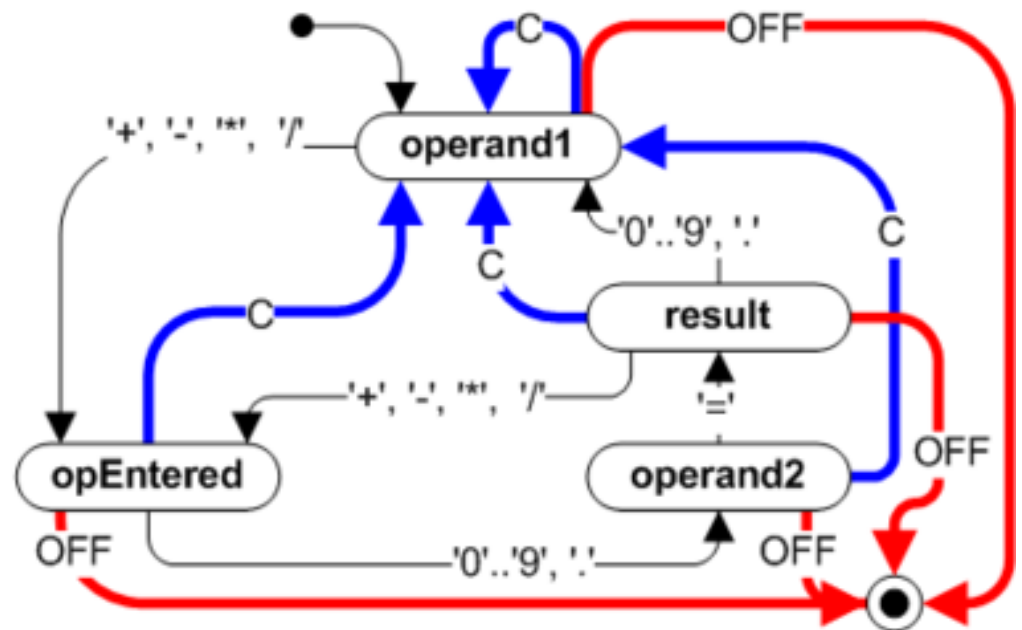 C
OFF
'+', '-', '*', '/'
operand1
'0'..'9', '.'
C
C
C
result
'+', '-', '*', '/'
'='
opEntered
operand2
OFF
OFF
'0'..'9', '.'
OFF